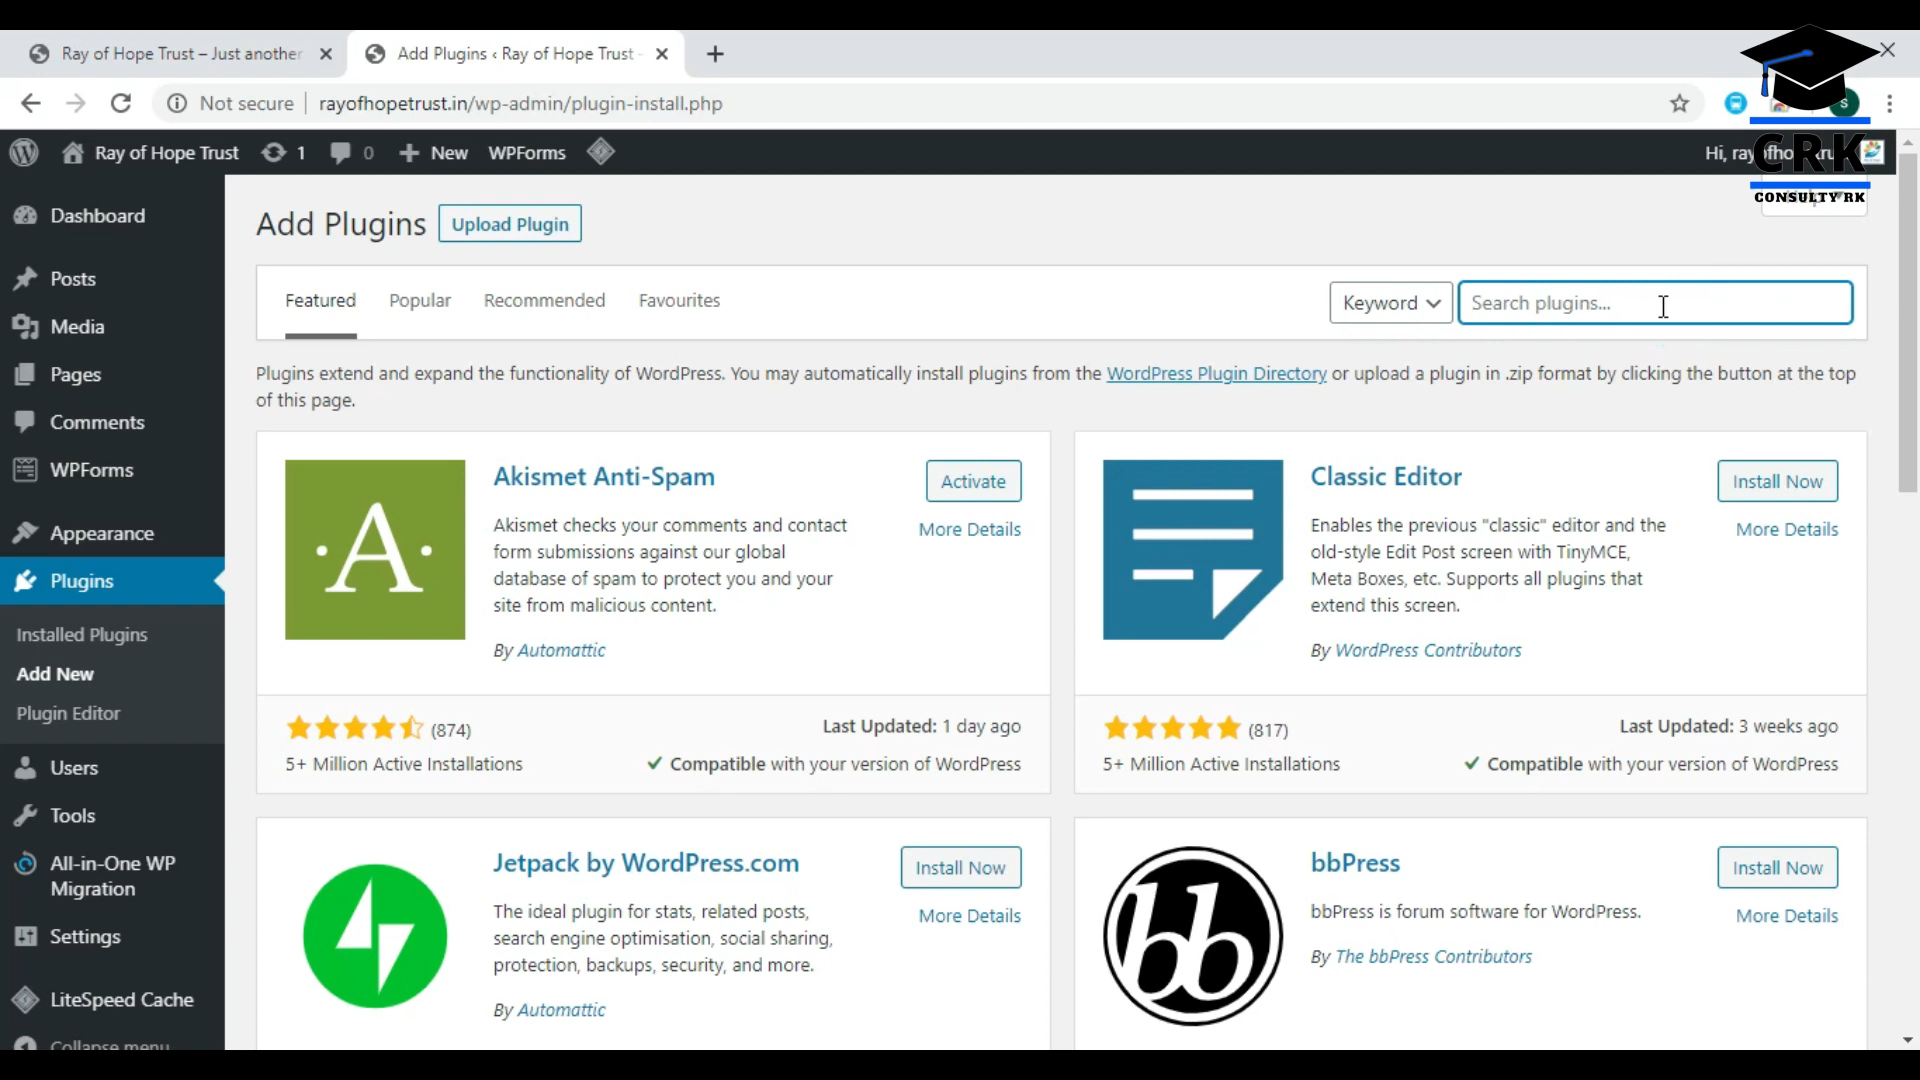 Ray of Hope Trust – Just another
Add Plugins ‹ Ray of Hope Trust -
Not secure
rayofhopetrust.in/wp-admin/plugin-install.php
S
Ray of Hope Trust
1
0
New
WPForms
Hi,
CRK
CONSULTY RK
Dashboard
Posts
Media
Pages
Comments
WPForms
Appearance
Plugins
Installed Plugins
Add New
Plugin Editor
Users
Tools
All-in-One WP
Migration
Settings
LiteSpeed Cache
Collapse menu
Add Plugins
Upload Plugin
Featured
Popular
Recommended
Favourites
Keyword
Search plugins...
Plugins extend and expand the functionality of WordPress. You may automatically install plugins from the WordPress Plugin Directory or upload a plugin in .zip format by clicking the button at the top
of this page.
A
Akismet Anti-Spam
Activate
More Details
Akismet checks your comments and contact
form submissions against our global
database of spam to protect you and your
site from malicious content.
By Automattic
(874)
Last Updated: 1 day ago
5+ Million Active Installations
Compatible with your version of WordPress
Classic Editor
Install Now
More Details
Enables the previous "classic" editor and the
old-style Edit Post screen with TinyMCE,
Meta Boxes, etc. Supports all plugins that
extend this screen.
By WordPress Contributors
(817)
Last Updated: 3 weeks ago
5+ Million Active Installations
Compatible with your version of WordPress
Jetpack by WordPress.com
Install Now
More Details
The ideal plugin for stats, related posts,
search engine optimisation, social sharing,
protection, backups, security, and more.
By Automattic
bb
bbPress
Install Now
More Details
bbPress is forum software for WordPress.
By The bbPress Contributors